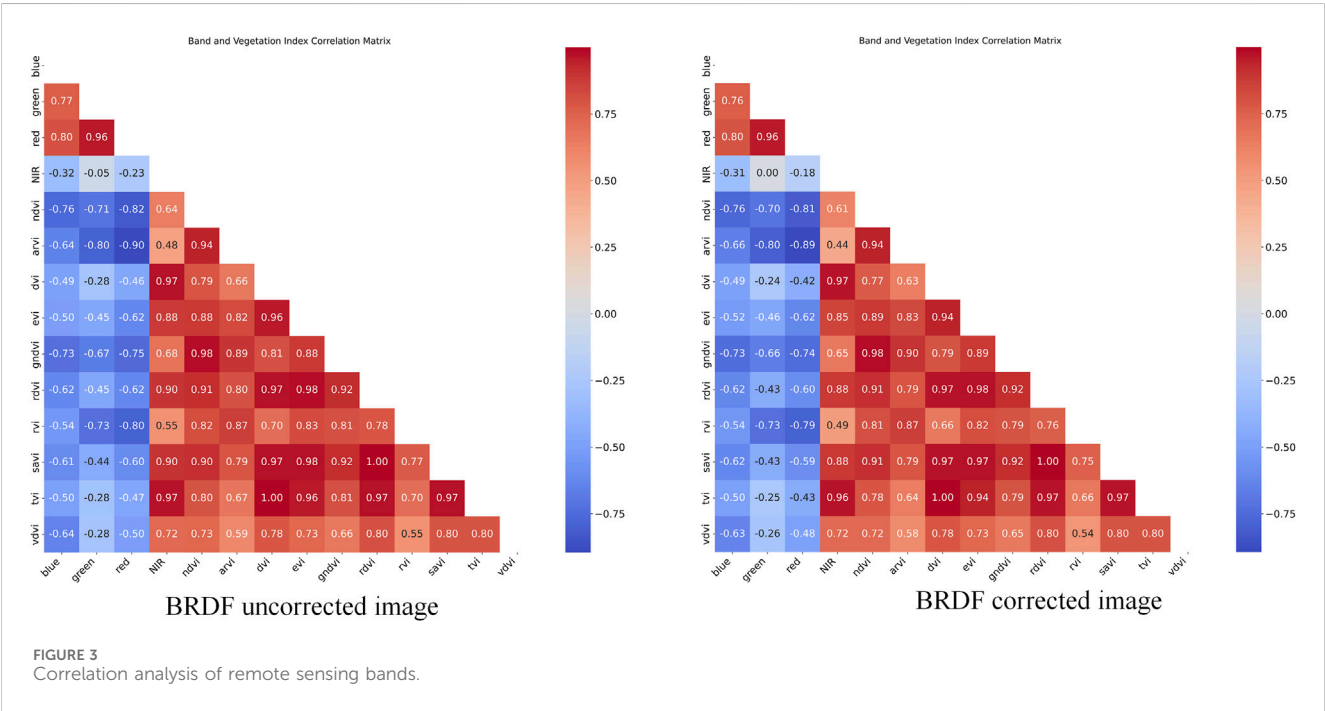 Band and Vegetation Index Correlation Matrix
blue
green 0.77
red 0.80 0.96
NIR -0.32 -0.05 -0.23
ndvi -0.76 -0.71 -0.82 0.64
arvi -0.64 -0.80 -0.90 0.48 0.94
dvi -0.49 -0.28 -0.46 0.97 0.79 0.66
evi -0.50 -0.45 -0.62 0.88 0.88 0.82 0.96
gndvi -0.73 -0.67 -0.75 0.68 0.98 0.89 0.81 0.88
rdvi -0.62 -0.45 -0.62 0.90 0.91 0.80 0.97 0.98 0.92
rvi -0.54 -0.73 -0.80 0.55 0.82 0.87 0.70 0.83 0.81 0.78
savi -0.61 -0.44 -0.60 0.90 0.90 0.79 0.97 0.98 0.92 1.00 0.77
tvi -0.50 -0.28 -0.47 0.97 0.80 0.67 1.00 0.96 0.81 0.97 0.70 0.97
vdvi -0.64 -0.28 -0.50 0.72 0.73 0.59 0.78 0.73 0.66 0.80 0.55 0.80 0.80
blue green red NIR ndvi arvi dvi evi gndvi rdvi rvi savi tvi vdvi
0.75
0.50
0.25
0.00
−0.25
−0.50
−0.75
BRDF uncorrected image
Band and Vegetation Index Correlation Matrix
blue
green 0.76
red 0.80 0.96
NIR -0.31 0.00 -0.18
ndvi -0.76 -0.70 -0.81 0.61
arvi -0.66 -0.80 -0.89 0.44 0.94
dvi -0.49 -0.24 -0.42 0.97 0.77 0.63
evi -0.52 -0.46 -0.62 0.85 0.89 0.83 0.94
gndvi -0.73 -0.66 -0.74 0.65 0.98 0.90 0.79 0.89
rdvi -0.62 -0.43 -0.60 0.88 0.91 0.79 0.97 0.98 0.92
rvi -0.54 -0.73 -0.79 0.49 0.81 0.87 0.66 0.82 0.79 0.76
savi -0.62 -0.43 -0.59 0.88 0.91 0.79 0.97 0.97 0.92 1.00 0.75
tvi -0.50 -0.25 -0.43 0.96 0.78 0.64 1.00 0.94 0.79 0.97 0.66 0.97
vdvi -0.63 -0.26 -0.48 0.72 0.72 0.58 0.78 0.73 0.65 0.80 0.54 0.80 0.80
blue green red NIR ndvi arvi dvi evi gndvi rdvi rvi savi tvi vdvi
0.75
0.50
0.25
0.00
−0.25
−0.50
−0.75
BRDF corrected image
FIGURE 3
Correlation analysis of remote sensing bands.